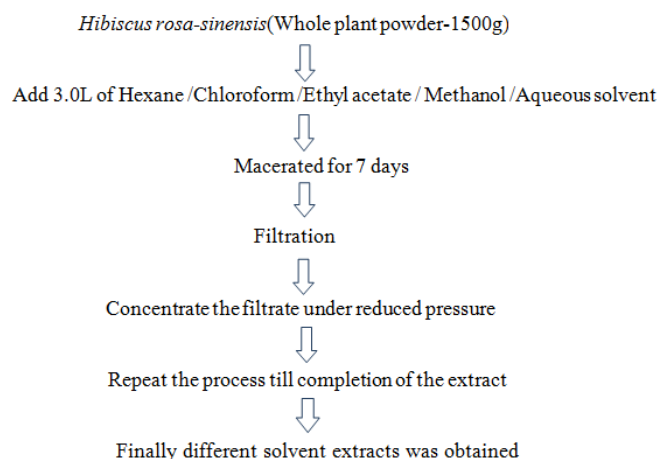 Hibiscus rosa-sinensis(Whole plant powder-1500g)
Add 3.0L of Hexane /Chloroform /Ethyl acetate / Methanol /Aqueous solvent
Macerated for 7 days
Filtration
Concentrate the filtrate under reduced pressure
Repeat the process till completion of the extract
Finally different solvent extracts was obtained